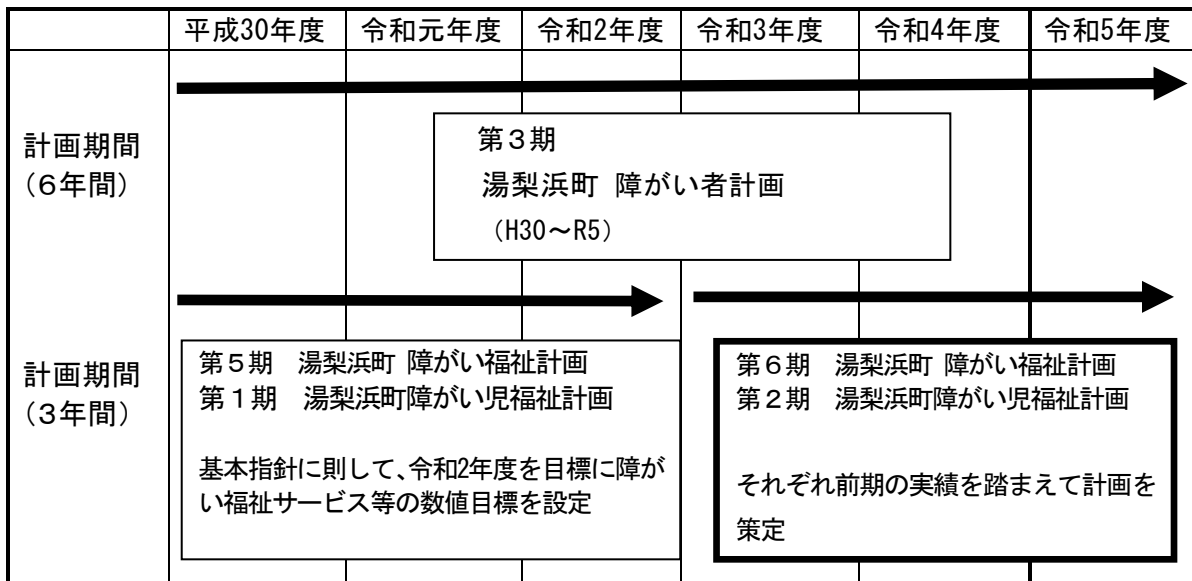 平成30年度 令和元年度 令和2年度 令和3年度 令和4年度 令和5年度
計画期間
(6年間)
第3期
湯梨浜町 障がい者計画
(H30~R5)
計画期間
(3年間)
第5期 湯梨浜町 障がい福祉計画
第1期 湯梨浜町障がい児福祉計画
基本指針に則して、令和2年度を目標に障が
い福祉サービス等の数値目標を設定
第6期 湯梨浜町 障がい福祉計画
第2期 湯梨浜町障がい児福祉計画
それぞれ前期の実績を踏まえて計画を
策定